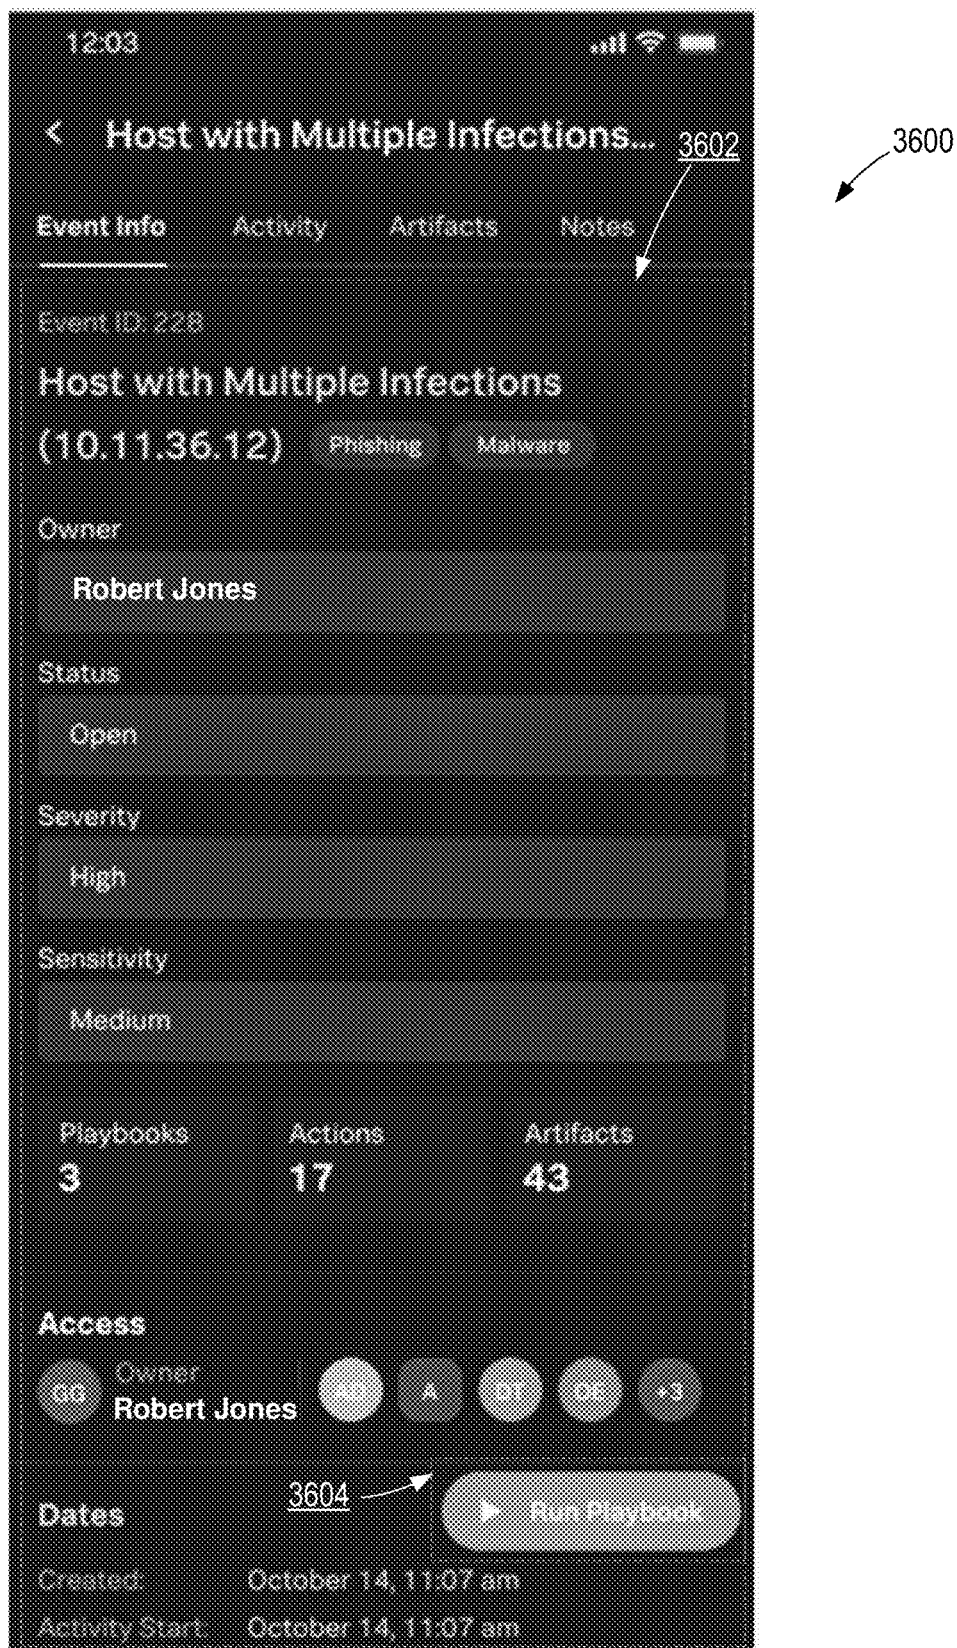 12:03
< Host with Multiple Infections...
3602
3600
Event Info Activity Artifacts Notes
Event ID: 228
Host with Multiple Infections
(10.11.36.12) Phishing Malware
Owner
Robert Jones
Status
Open
Severity
High
Sensitivity
Medium
Playbooks Actions Artifacts
3 17 43
Access
Owner
GG A DT +3
Robert Jones
3604
Run Playbook
Dates
Created: October 14, 11:07 am
Activity Start: October 14, 11:07 am